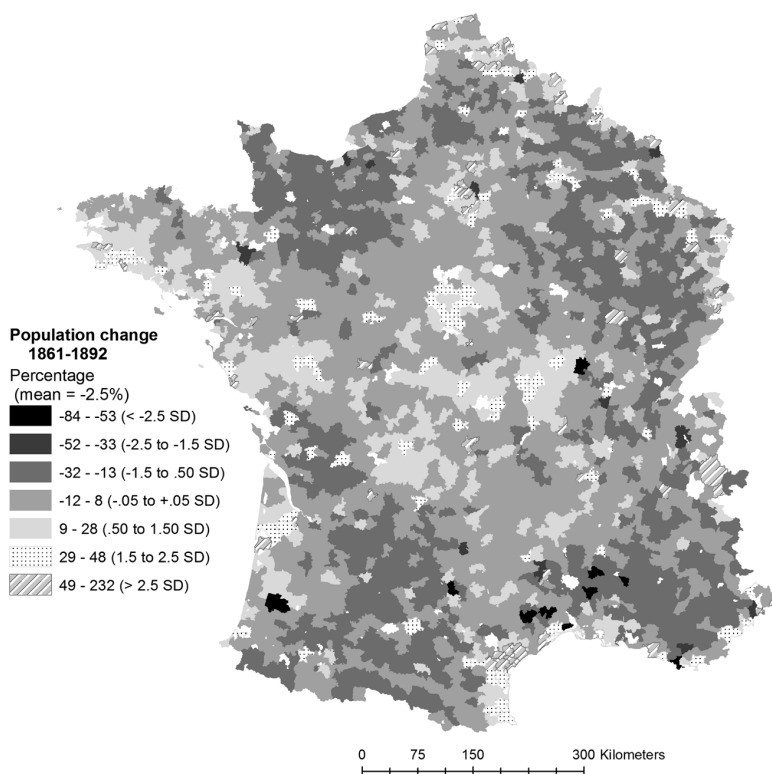 Population change
1861-1892
Percentage
(mean = -2.5%)
-84 - -53 (< -2.5 SD)
-52 - -33 (-2.5 to -1.5 SD)
-32 - -13 (-1.5 to .50 SD)
-12 - 8 (-.05 to +.05 SD)
9 - 28 (.50 to 1.50 SD)
29 - 48 (1.5 to 2.5 SD)
49 - 232 (> 2.5 SD)
0 75 150 300 Kilometers